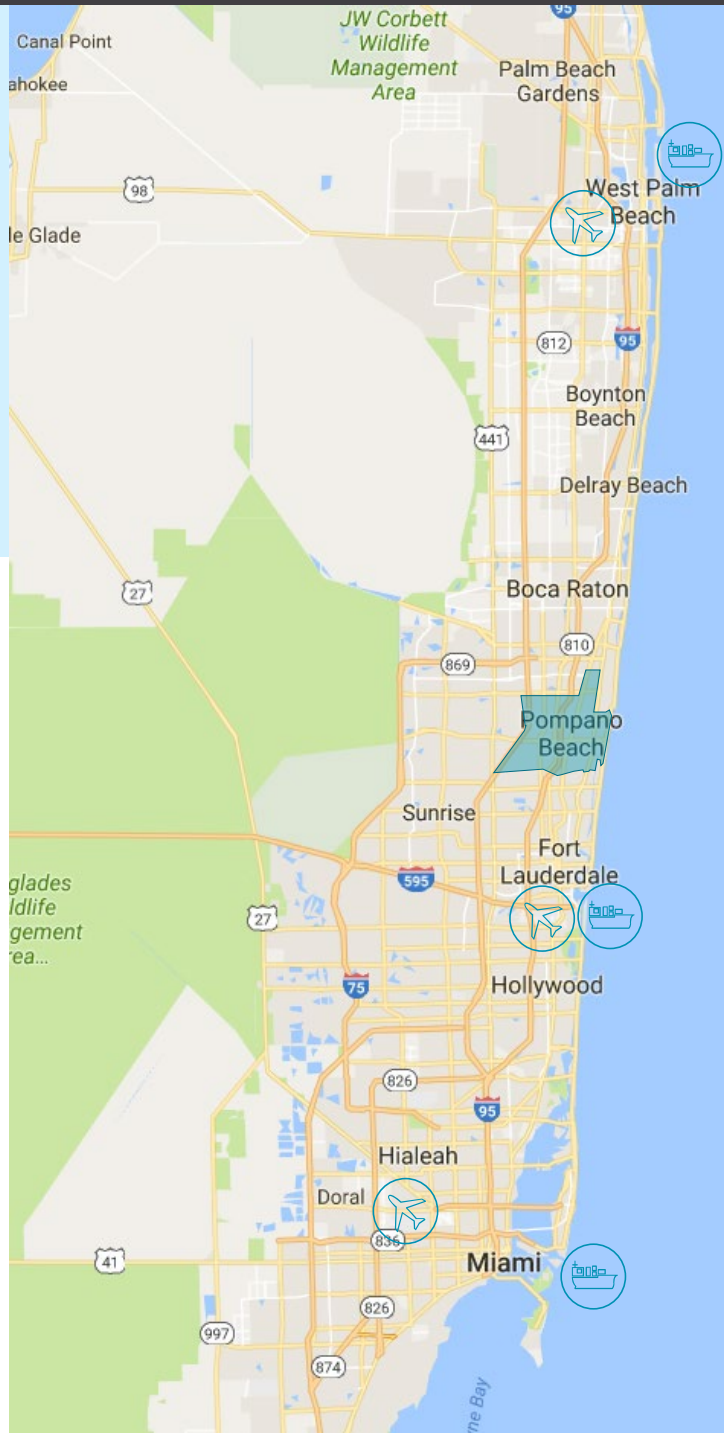 95
JW Corbett
Wildlife
Management
Area
Canal Point
Palm Beach
Gardens
ahokee
98
West Palm
Beach
le Glade
812
95
Boynton
Beach
441
Delray Beach
27
Boca Raton
810
869
Pompano
Beach
Sunrise
Fort
Lauderdale
595
glades
ldlife
gement
rea...
27
75
Hollywood
826
95
Hialeah
Doral
836
41
Miami
826
997
874
ne Bay